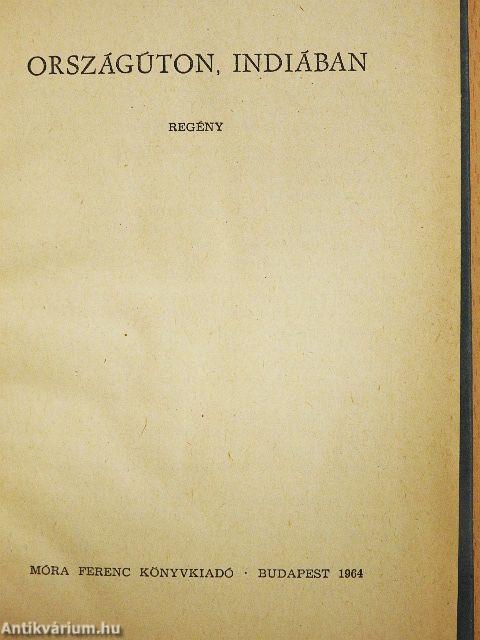 ORSZÁGÚTON, INDIÁBAN
REGÉNY
MÓRA FERENC KÖNYVKIADÓ · BUDAPEST 1964
Antikvárium.hu